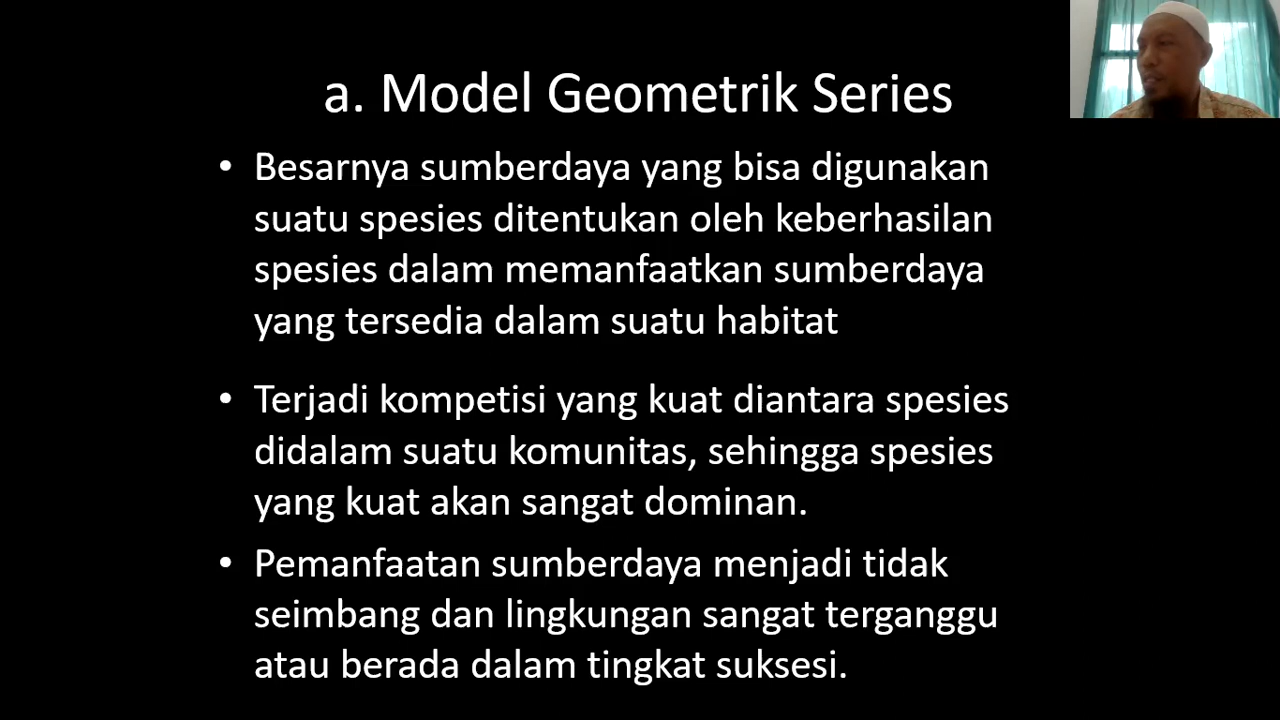 a. Model Geometrik Series
• Besarnya sumberdaya yang bisa digunakan
suatu spesies ditentukan oleh keberhasilan
spesies dalam memanfaatkan sumberdaya
yang tersedia dalam suatu habitat
• Terjadi kompetisi yang kuat diantara spesies
didalam suatu komunitas, sehingga spesies
yang kuat akan sangat dominan.
• Pemanfaatan sumberdaya menjadi tidak
seimbang dan lingkungan sangat terganggu
atau berada dalam tingkat suksesi.